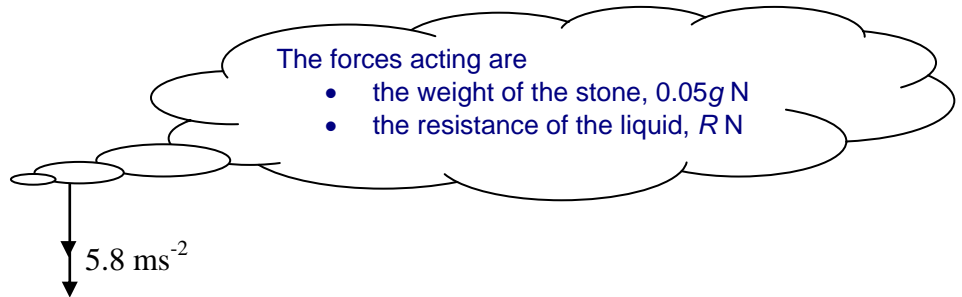 The forces acting are
• the weight of the stone, 0.05g N
• the resistance of the liquid, R N
5.8 ms⁻²